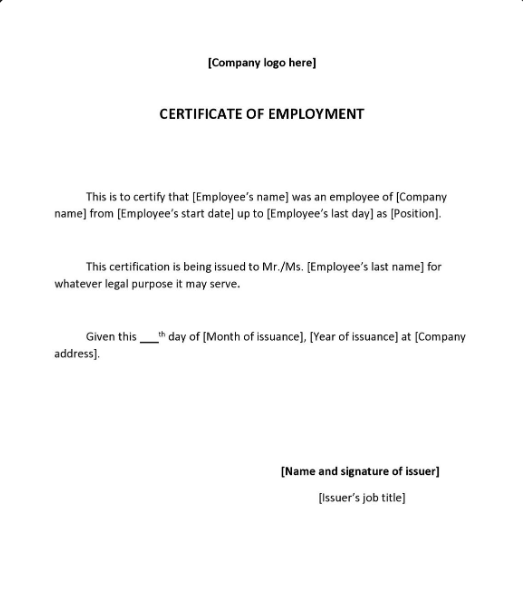 [Company logo here]
CERTIFICATE OF EMPLOYMENT
This is to certify that [Employee's name] was an employee of [Company
name] from [Employee's start date] up to [Employee's last day] as [Position].
This certification is being issued to Mr./Ms. [Employee's last name] for
whatever legal purpose it may serve.
Given this ___th day of [Month of issuance], [Year of issuance] at [Company
address].
[Name and signature of issuer]
[Issuer's job title]